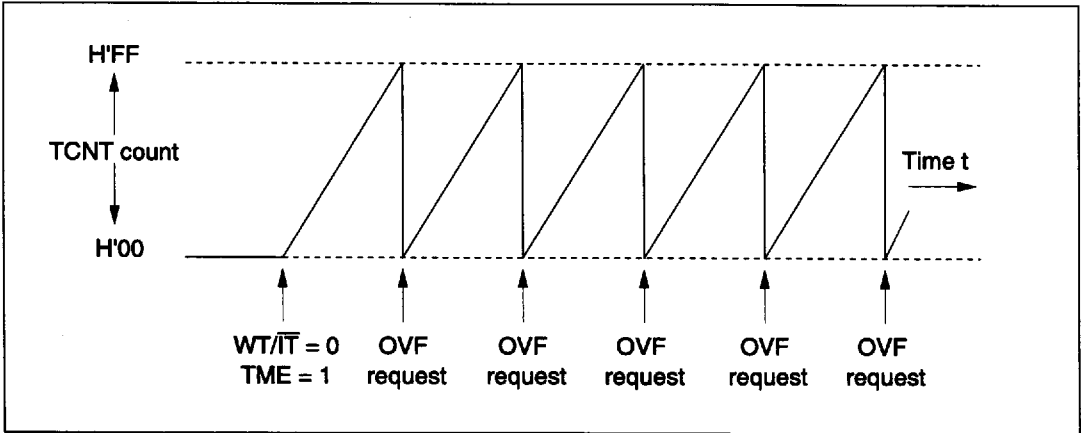 H'FF
TCNT count
H'00
Time t
WT/I̅T̅ = 0
TME = 1
OVF
request
OVF
request
OVF
request
OVF
request
OVF
request